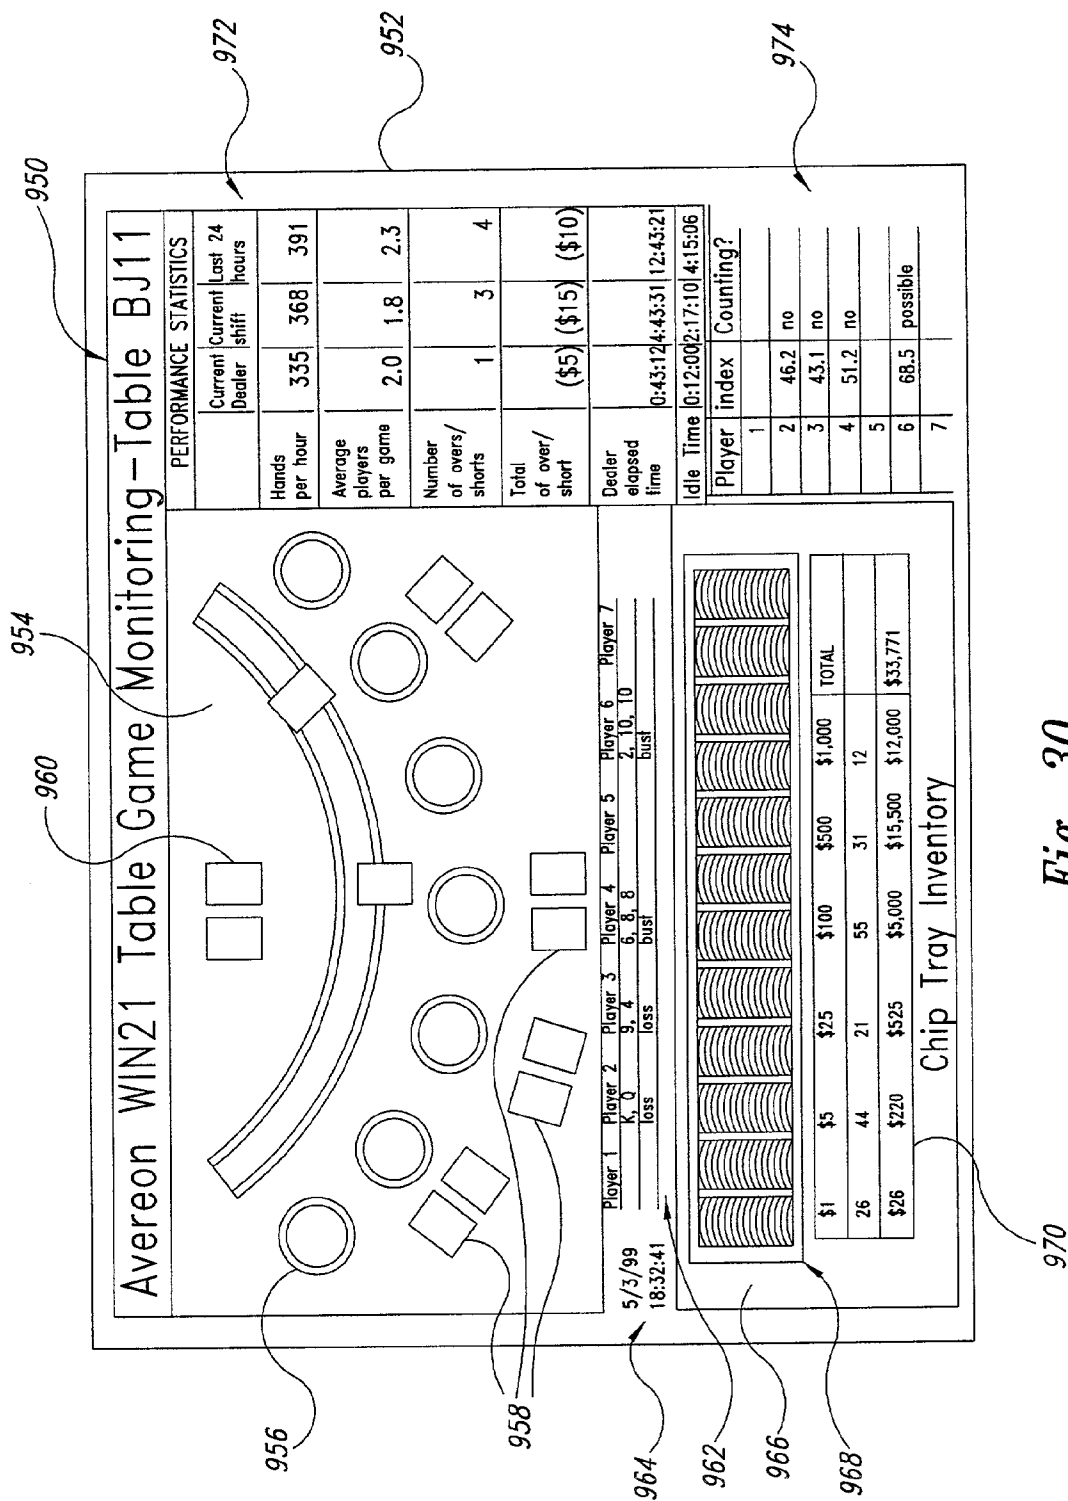 950
972
952
974
954
960
956
958
964
962
966
968
970
Avereon WIN21 Table Game Monitoring-Table BJ11
PERFORMANCE STATISTICS
Current Dealer Current shift Last 24 hours
Hands per hour 335 368 391
Average players per game 2.0 1.8 2.3
Number of overs/ shorts 1 3 4
Total of over/ short ($5) ($15) ($10)
Dealer elapsed time 0:43:12 4:43:31 12:43:21
Idle Time 0:12:00 2:17:10 4:15:06
Player index Counting?
1
2 46.2 no
3 43.1 no
4 51.2 no
5
6 68.5 possible
7
5/3/99
18:32:41
Player 1 Player 2 Player 3 Player 4 Player 5 Player 6 Player 7
K, Q 9, 4 6, 8, 8 2, 10, 10
loss loss bust bust
$1 $5 $25 $100 $500 $1,000 TOTAL
26 44 21 55 31 12
$26 $220 $525 $5,000 $15,500 $12,000 $33,771
Chip Tray Inventory
Fig. 30